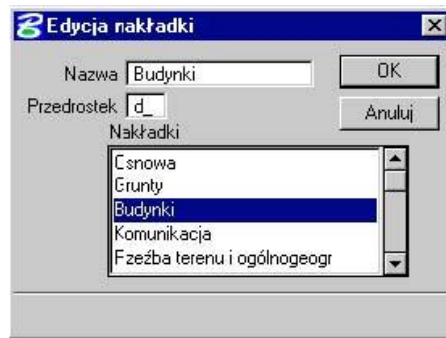 Edycja nakładki
Nazwa Budynki OK
Przedrostek d_ Anuluj
Nakładki
Osnowa
Grunty
Budynki
Komunikacja
Rzeźba terenu i ogólnogeogr